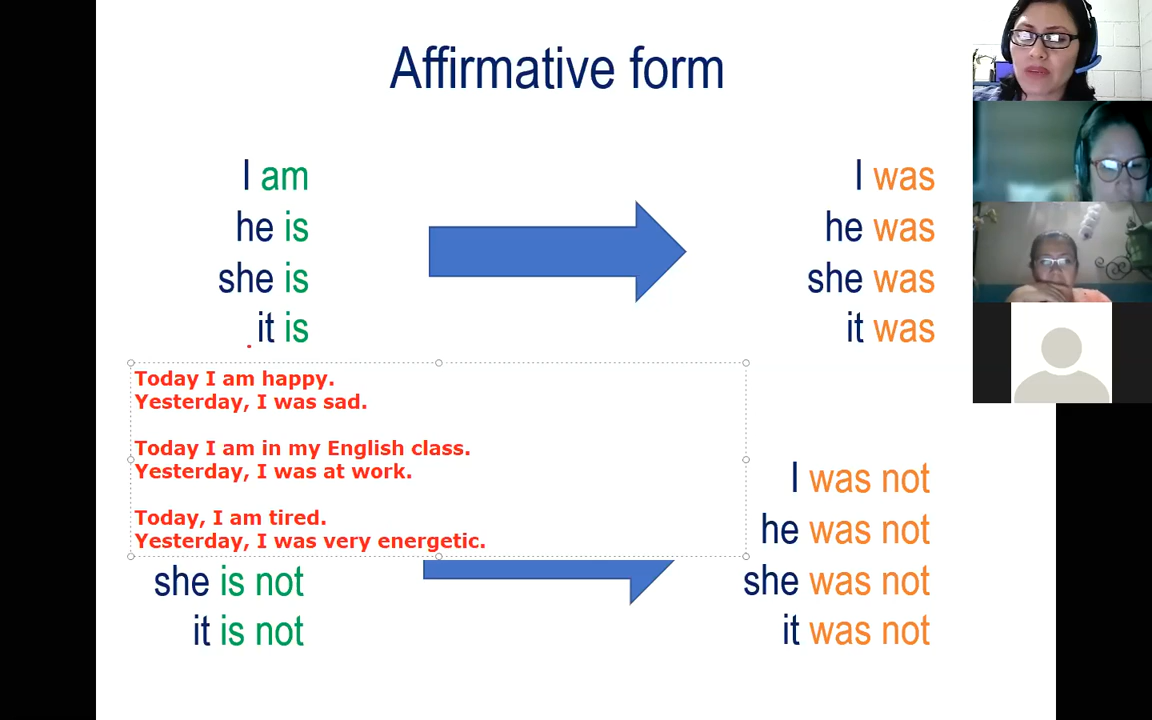 Affirmative form
I am
he is
she is
it is
I was
he was
she was
it was
Today I am happy.
Yesterday, I was sad.
Today I am in my English class.
Yesterday, I was at work.
Today, I am tired.
Yesterday, I was very energetic.
she is not
it is not
I was not
he was not
she was not
it was not